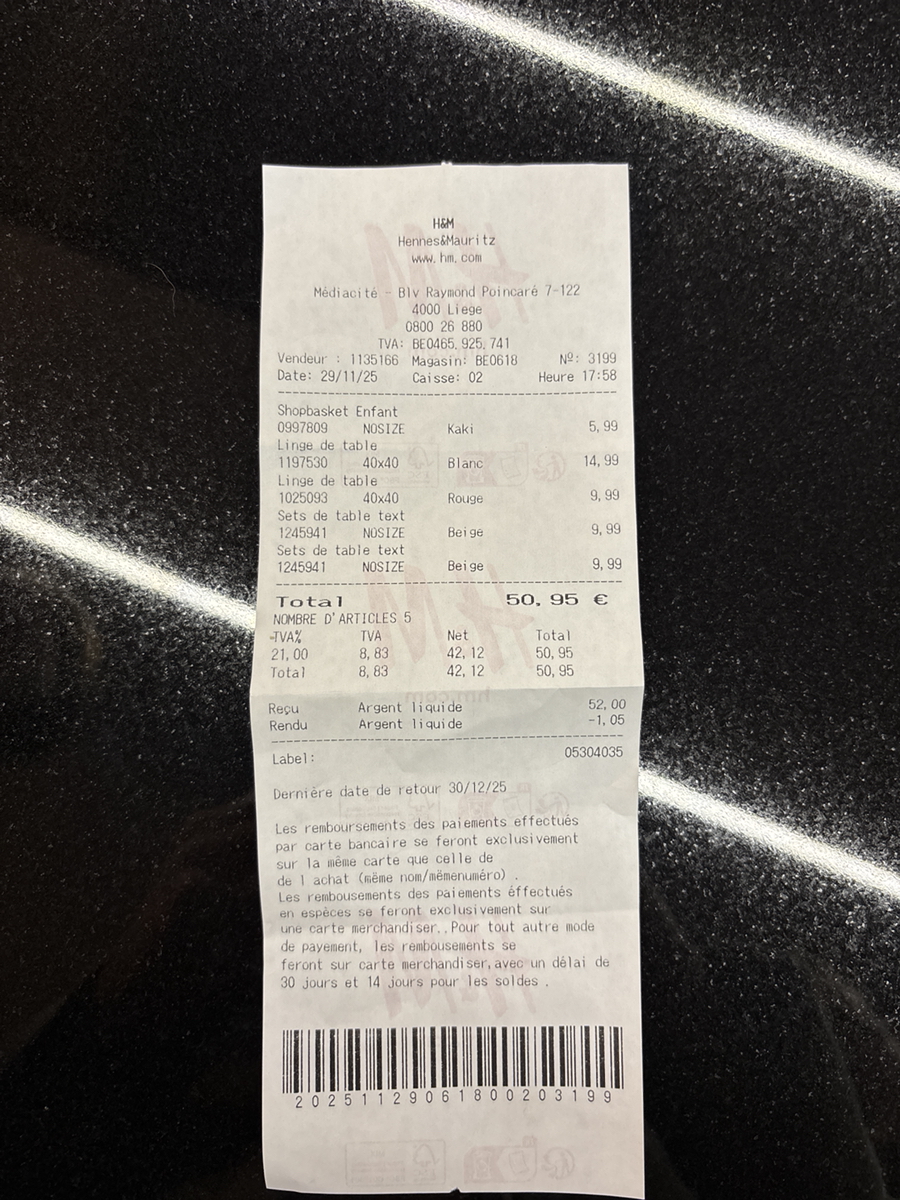 H&M
Hennes&Mauritz
www.hm.com
Médiacité - Blv Raymond Poincaré 7-122
4000 Liege
0800 26 880
TVA: BE0465.925.741
Vendeur : 1135166 Magasin: BE0618 Nº: 3199
Date: 29/11/25 Caisse: 02 Heure 17:58
Shopbasket Enfant
0997809 NOSIZE Kaki 5,99
Linge de table
1197530 40x40 Blanc 14,99
Linge de table
1025093 40x40 Rouge 9,99
Sets de table text
1245941 NOSIZE Beige 9,99
Sets de table text
1245941 NOSIZE Beige 9,99
Total 50,95 €
NOMBRE D'ARTICLES 5
-TVA% TVA Net Total
21,00 8,83 42,12 50,95
Total 8,83 42,12 50,95
Reçu Argent liquide 52,00
Rendu Argent liquide -1,05
Label: 05304035
Dernière date de retour 30/12/25
Les remboursements des paiements effectués
par carte bancaire se feront exclusivement
sur la même carte que celle de
de l achat (même nom/mêmenuméro) .
Les rembousements des paiements éffectués
en espèces se feront exclusivement sur
une carte merchandiser..Pour tout autre mode
de payement, les rembousements se
feront sur carte merchandiser,avec un délai de
30 jours et 14 jours pour les soldes .
20251129061800203199